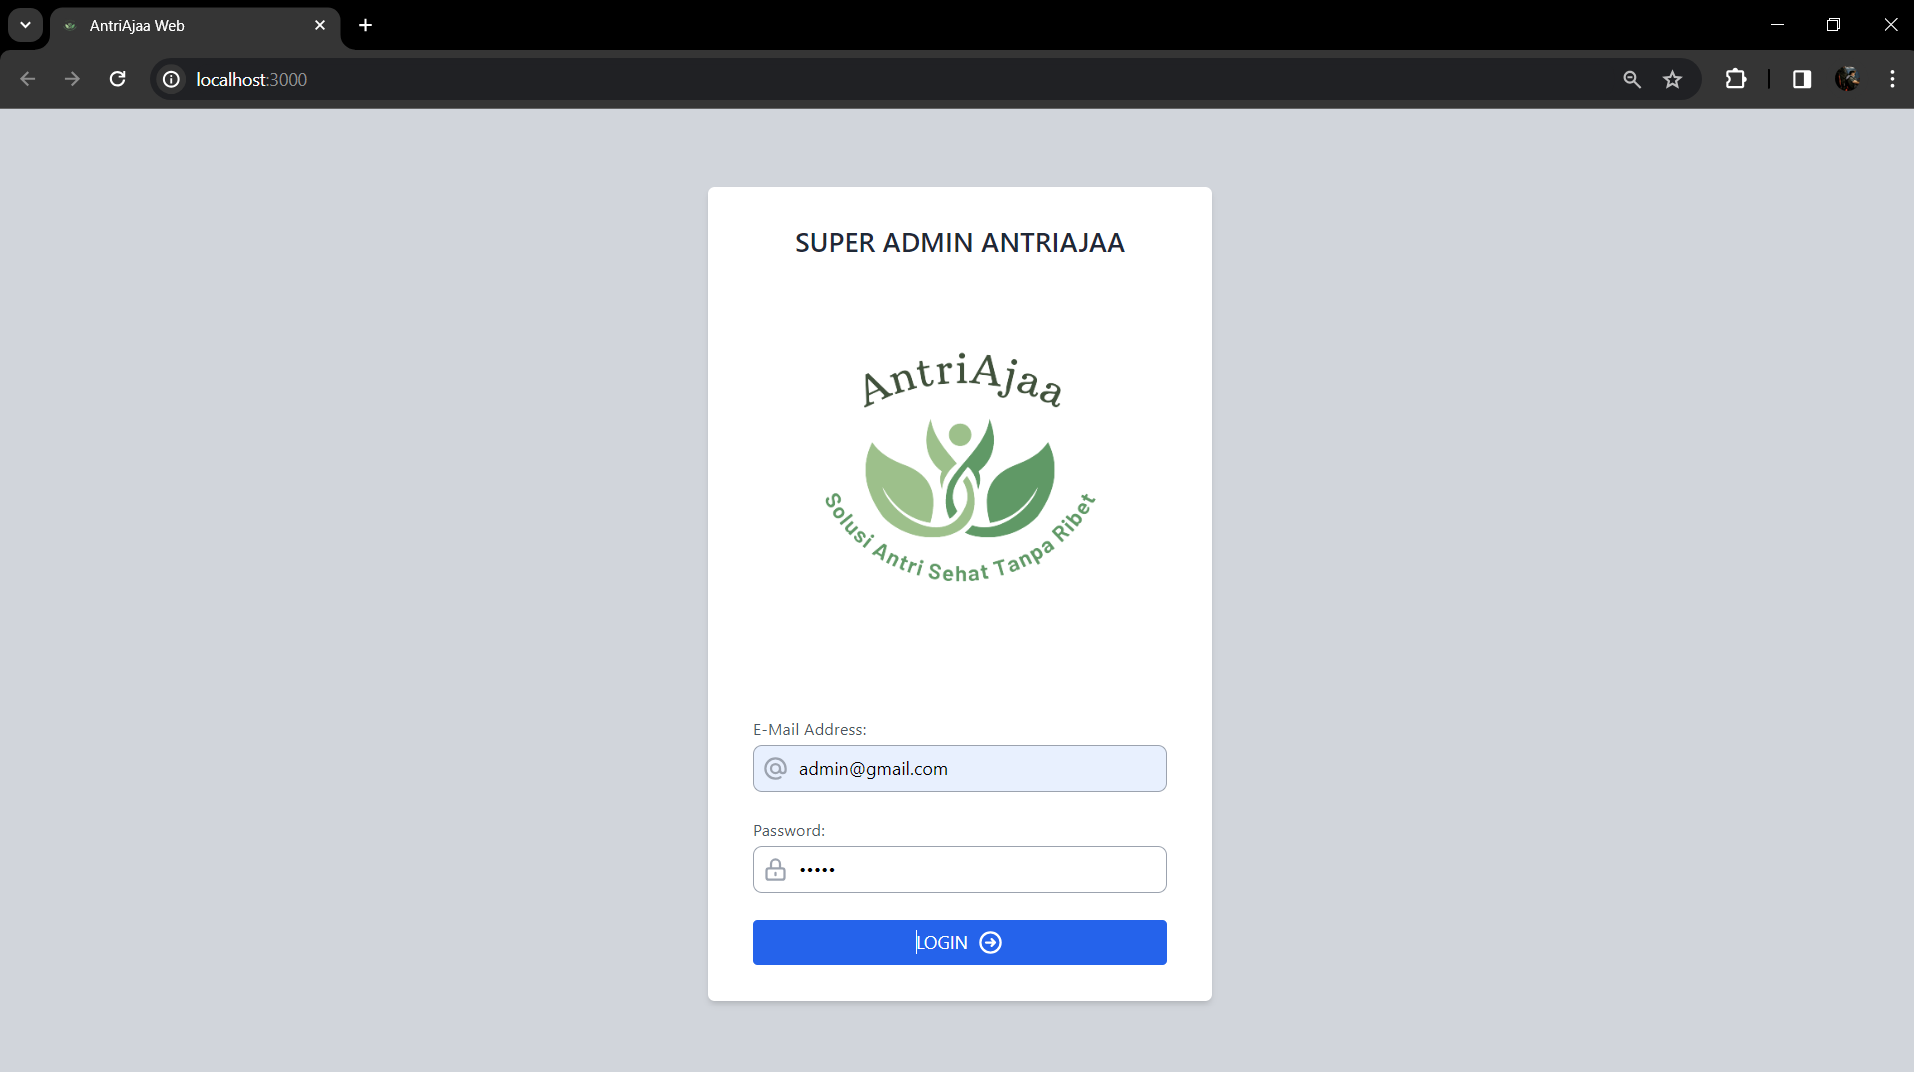 AntriAjaa Web
localhost:3000
SUPER ADMIN ANTRIAJAA
AntriAjaa
Solusi Antri Sehat Tanpa Ribet
E-Mail Address:
admin@gmail.com
Password:
•••••
LOGIN